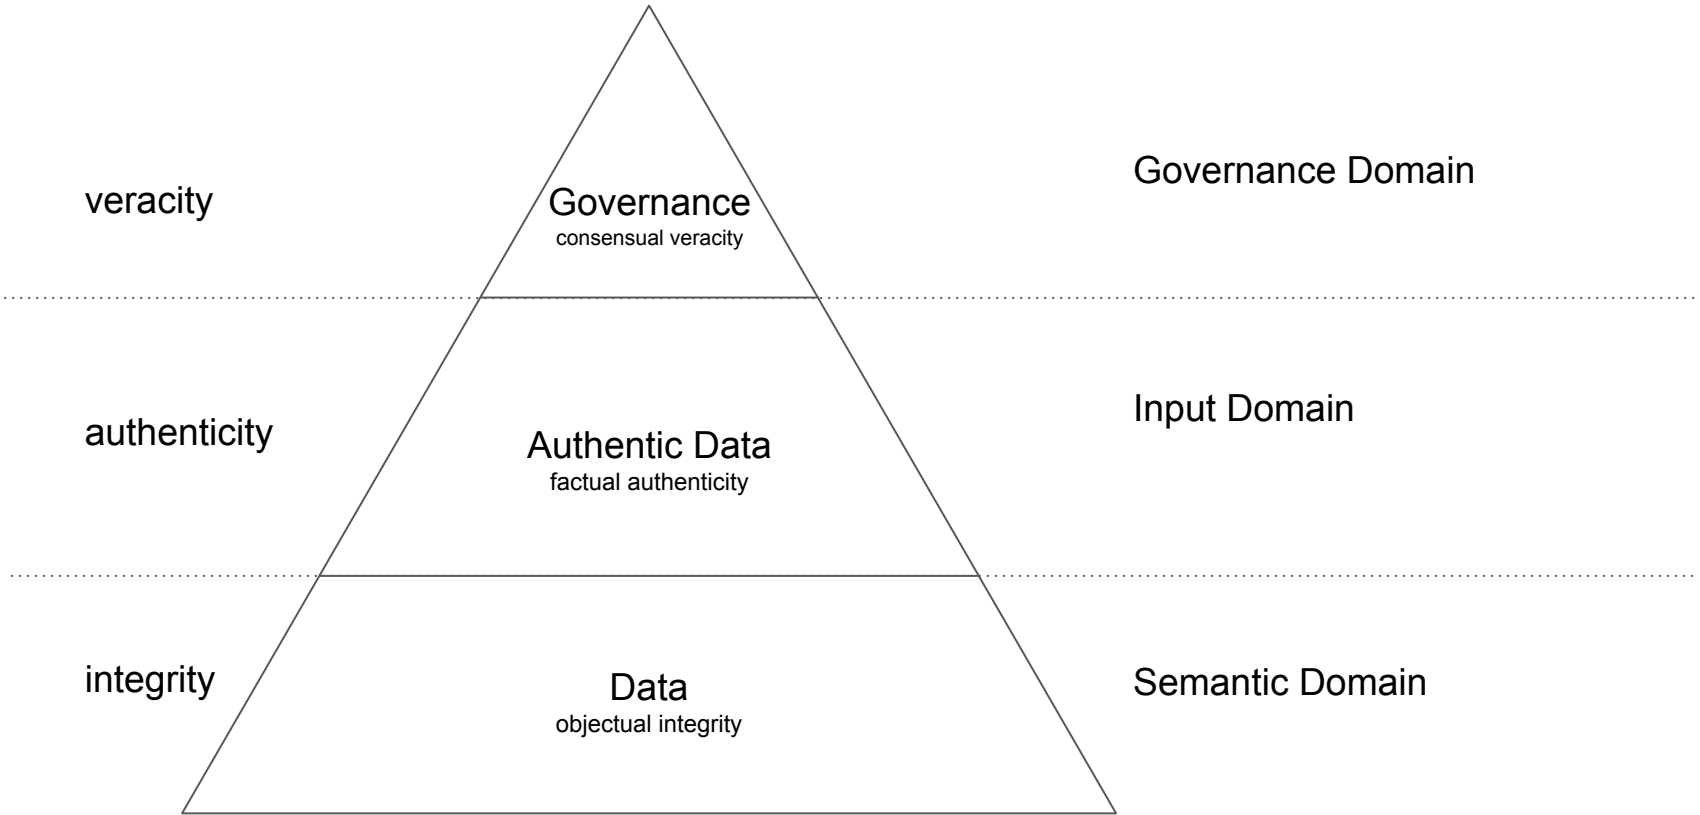 veracity
Governance
consensual veracity
Governance Domain
authenticity
Authentic Data
factual authenticity
Input Domain
integrity
Data
objectual integrity
Semantic Domain